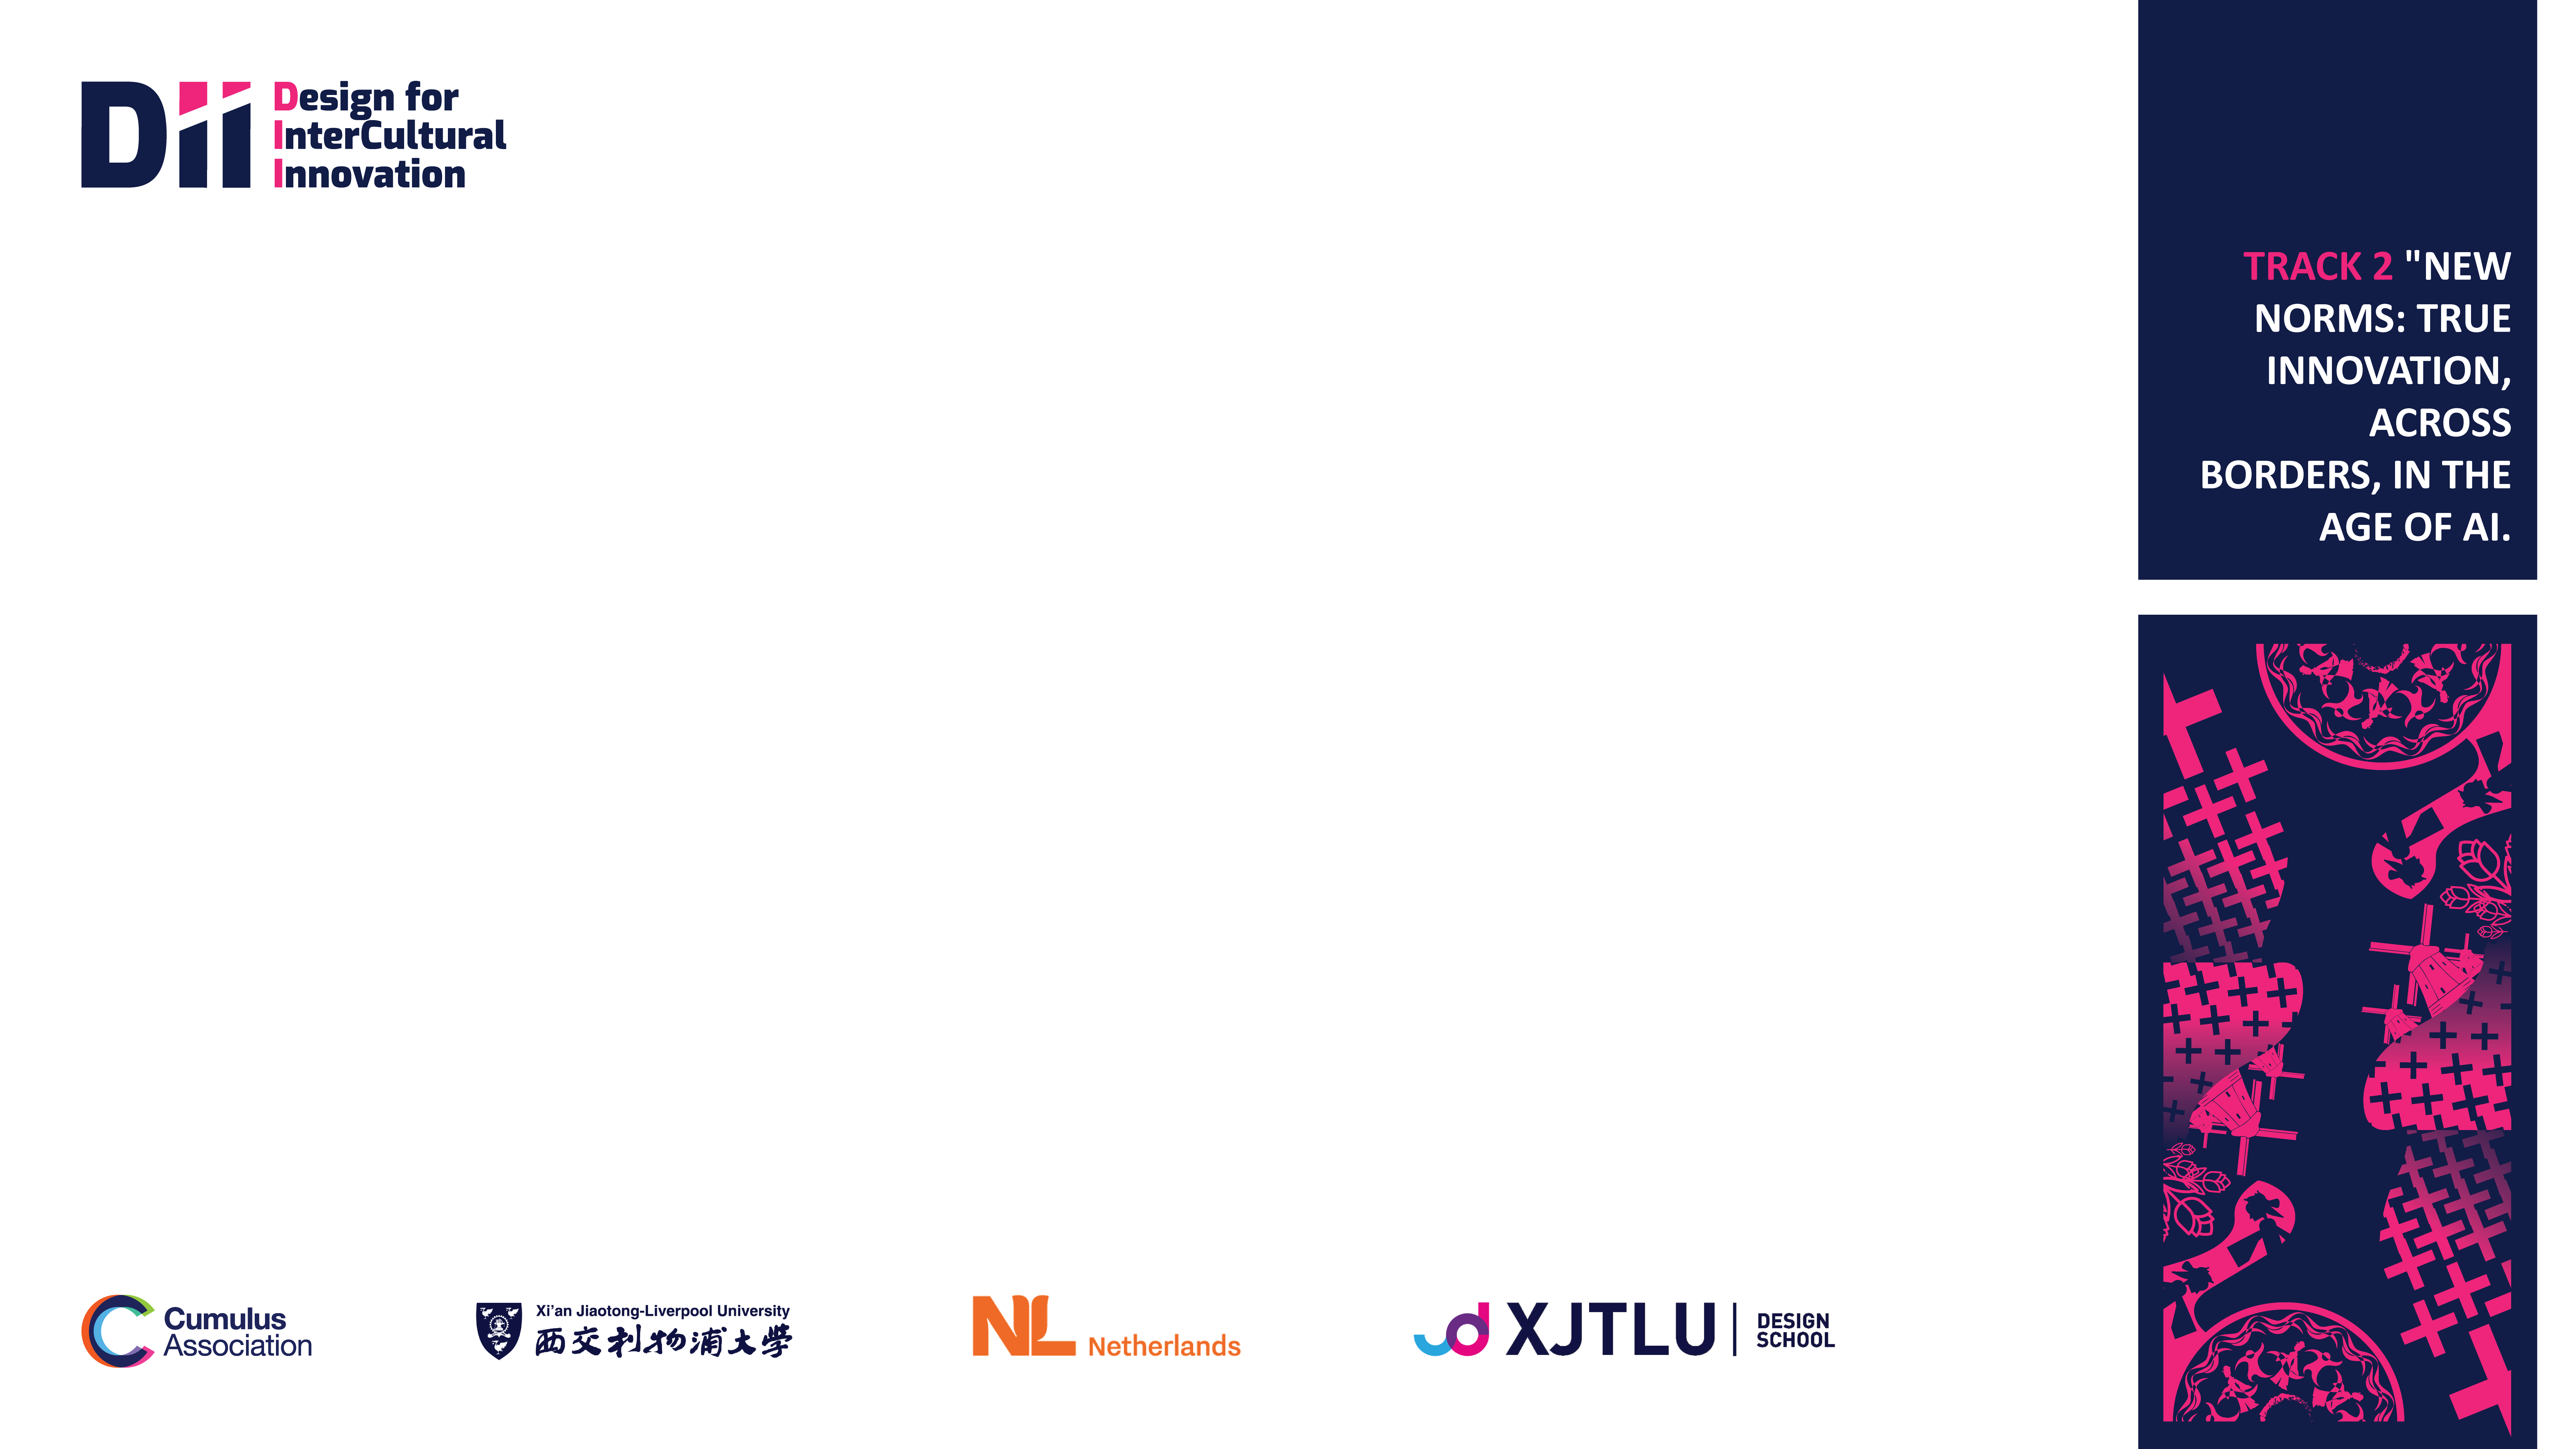 Dii
Design for
InterCultural
Innovation
TRACK 2 "NEW
NORMS: TRUE
INNOVATION,
ACROSS
BORDERS, IN THE
AGE OF AI.
Cumulus
Association
Xi'an Jiaotong-Liverpool University
西交利物浦大學
NL Netherlands
XJTLU
DESIGN
SCHOOL